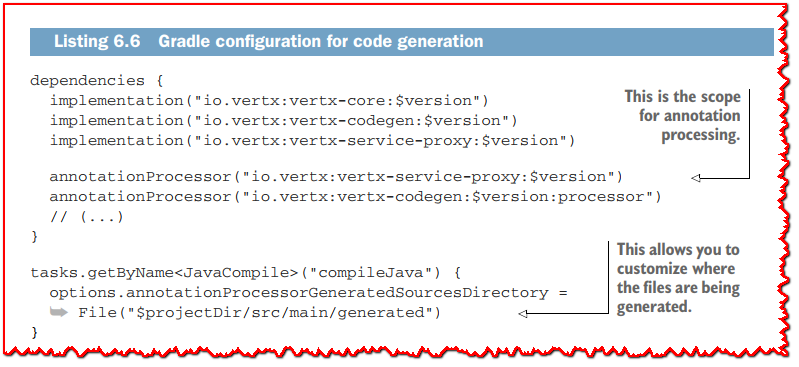 Listing 6.6 Gradle configuration for code generation
dependencies {
implementation("io.vertx:vertx-core:$version")
implementation("io.vertx:vertx-codegen:$version")
implementation("io.vertx:vertx-service-proxy:$version")
This is the scope
for annotation
processing.
annotationProcessor("io.vertx:vertx-service-proxy:$version")
annotationProcessor("io.vertx:vertx-codegen:$version:processor")
// (...)
}
tasks.getByName<JavaCompile>("compileJava") {
options.annotationProcessorGeneratedSourcesDirectory =
File("$projectDir/src/main/generated")
}
This allows you to
customize where
the files are being
generated.